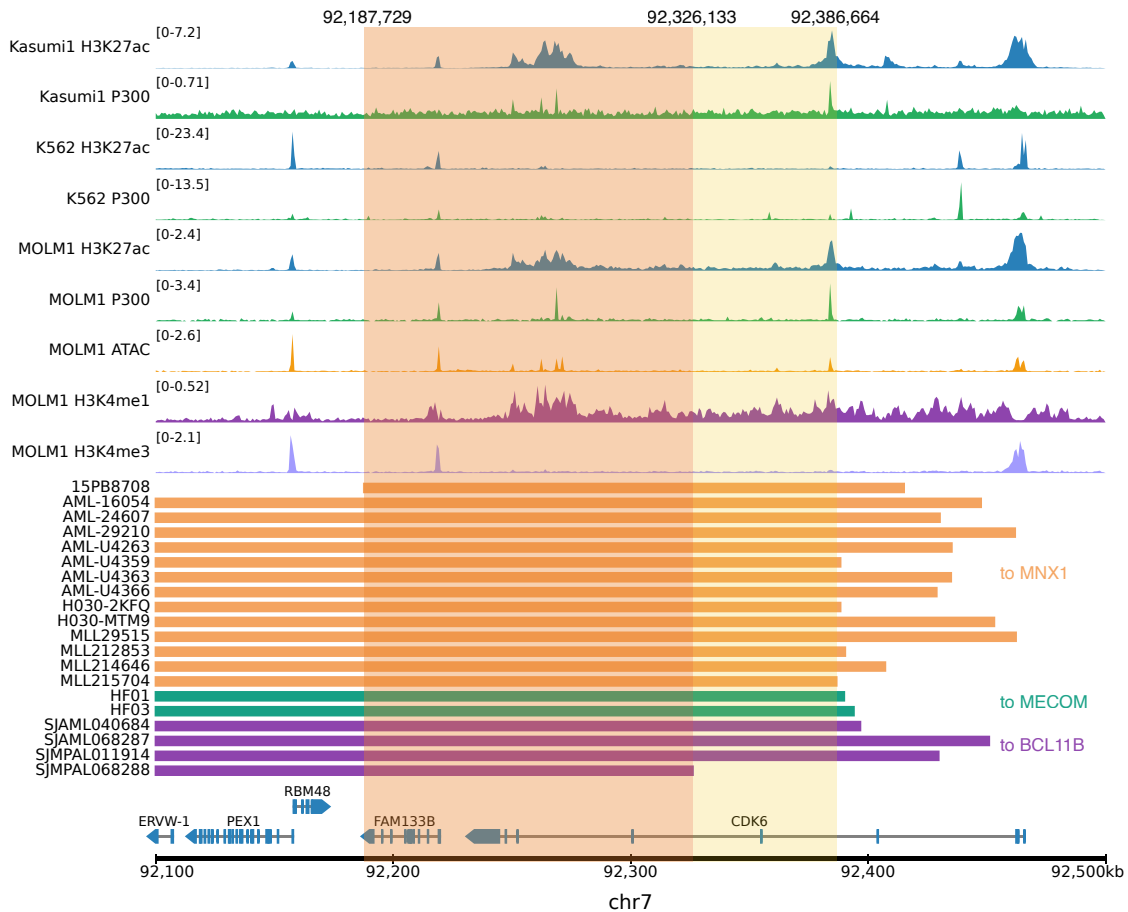 92,187,729 92,326,133 92,386,664
Kasumi1 H3K27ac [0-7.2]
Kasumi1 P300 [0-0.71]
K562 H3K27ac [0-23.4]
K562 P300 [0-13.5]
MOLM1 H3K27ac [0-2.4]
MOLM1 P300 [0-3.4]
MOLM1 ATAC [0-2.6]
MOLM1 H3K4me1 [0-0.52]
MOLM1 H3K4me3 [0-2.1]
15PB8708
AML-16054
AML-24607
AML-29210
AML-U4263
AML-U4359
AML-U4363 to MNX1
AML-U4366
H030-2KFQ
H030-MTM9
MLL29515
MLL212853
MLL214646
MLL215704
HF01 to MECOM
HF03
SJAML040684
SJAML068287 to BCL11B
SJMPAL011914
SJMPAL068288
RBM48
ERVW-1 PEX1 FAM133B CDK6
92,100 92,200 92,300 92,400 92,500kb
chr7